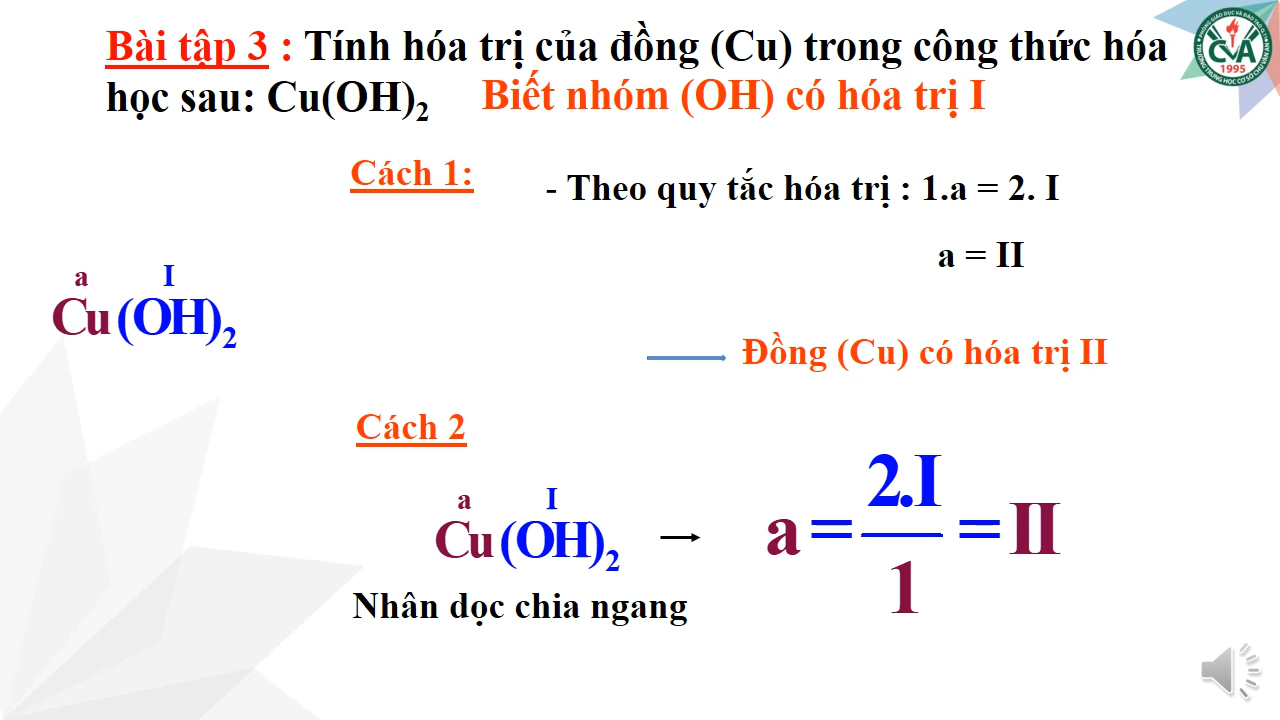 Bài tập 3 : Tính hóa trị của đồng (Cu) trong công thức hóa
học sau: Cu(OH)₂ Biết nhóm (OH) có hóa trị I
Cách 1:
- Theo quy tắc hóa trị : 1.a = 2. I
a = II
a I
Cu(OH)₂
Đồng (Cu) có hóa trị II
Cách 2
a I
Cu(OH)₂ → a = 2.I/1 = II
Nhân dọc chia ngang
CVA
1995